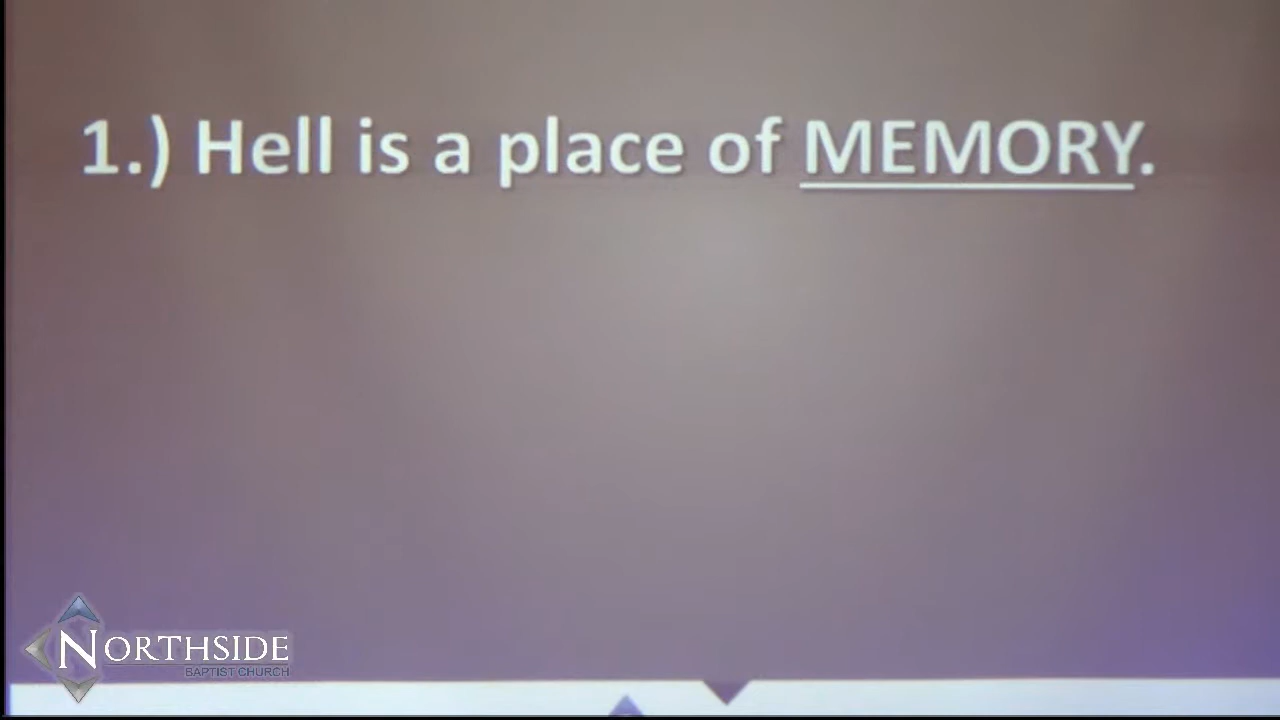 1.) Hell is a place of MEMORY.
NORTHSIDE
BAPTIST CHURCH